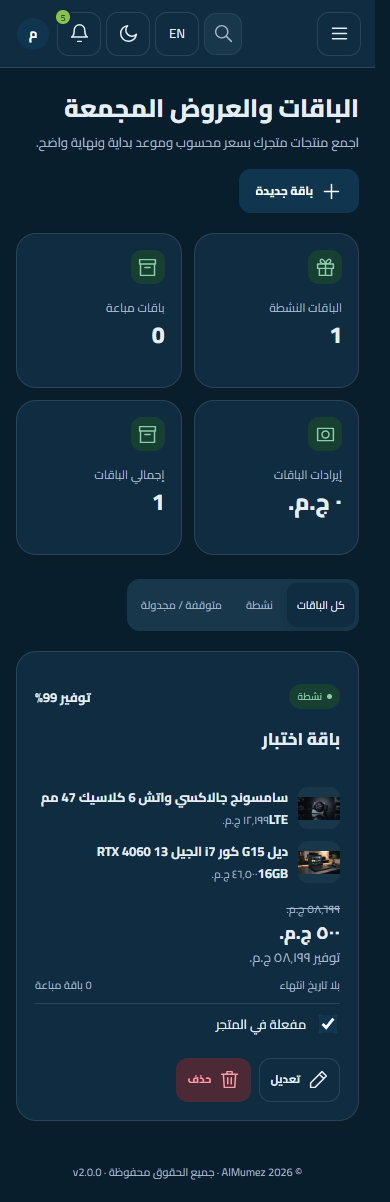 EN
5
م
الباقات والعروض المجمعة
اجمع منتجات متجرك بسعر محسوب وموعد بداية ونهاية واضح.
باقة جديدة
الباقات النشطة
1
باقات مباعة
0
إيرادات الباقات
٠ ج.م.
إجمالي الباقات
1
كل الباقات
نشطة
متوقفة / مجدولة
نشطة
توفير 99%
باقة اختبار
سامسونج جالاكسي واتش 6 كلاسيك 47 مم
LTE١٢,١٩٩ ج.م.
ديل G15 كور i7 الجيل 13 RTX 4060
16GB٤٦,٥٠٠ ج.م.
٥٨,٦٩٩ ج.م.
٥٠٠ ج.م.
توفير ٥٨,١٩٩ ج.م.
بلا تاريخ انتهاء
0 باقة مباعة
مفعلة في المتجر
تعديل
حذف
© 2026 AlMumez · جميع الحقوق محفوظة · v2.0.0